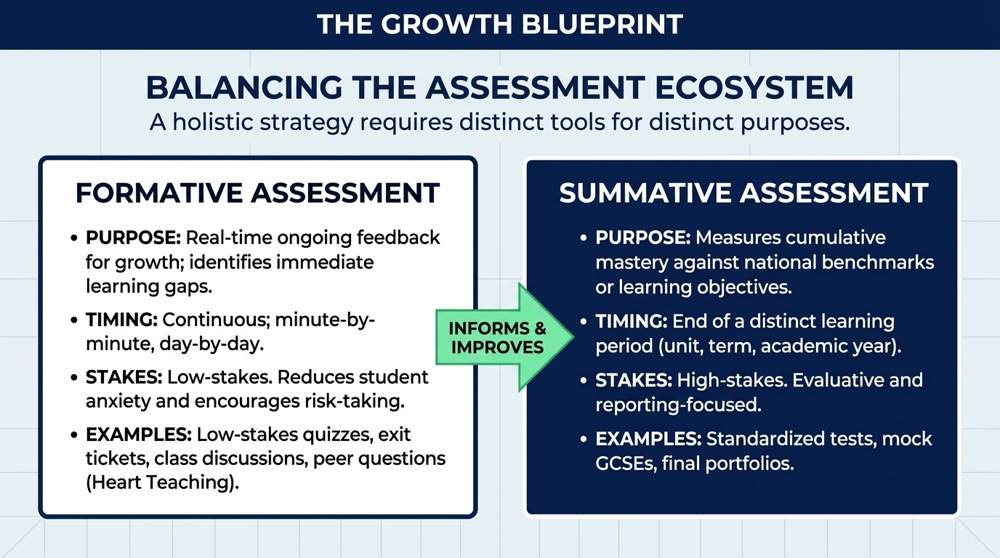 THE GROWTH BLUEPRINT
BALANCING THE ASSESSMENT ECOSYSTEM
A holistic strategy requires distinct tools for distinct purposes.
FORMATIVE ASSESSMENT
• PURPOSE: Real-time ongoing feedback
for growth; identifies immediate
learning gaps.
• TIMING: Continuous; minute-by-
minute, day-by-day.
• STAKES: Low-stakes. Reduces student
anxiety and encourages risk-taking.
• EXAMPLES: Low-stakes quizzes, exit
tickets, class discussions, peer questions
(Heart Teaching).
INFORMS &
IMPROVES
SUMMATIVE ASSESSMENT
• PURPOSE: Measures cumulative
mastery against national benchmarks
or learning objectives.
• TIMING: End of a distinct learning
period (unit, term, academic year).
• STAKES: High-stakes. Evaluative and
reporting-focused.
• EXAMPLES: Standardized tests, mock
GCSEs, final portfolios.